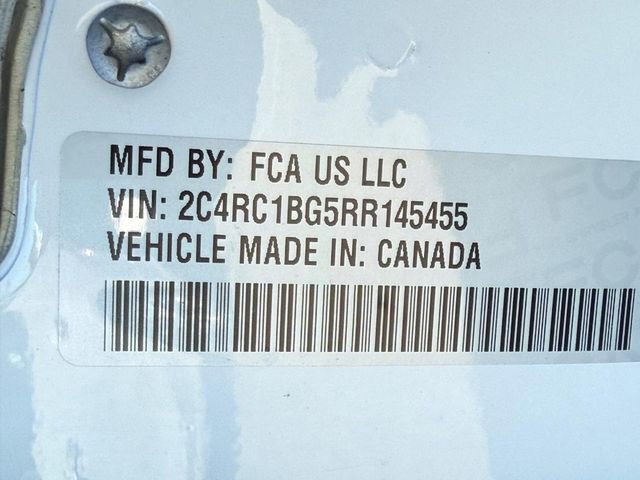 MFD BY: FCA US LLC
VIN: 2C4RC1BG5RR145455
VEHICLE MADE IN: CANADA